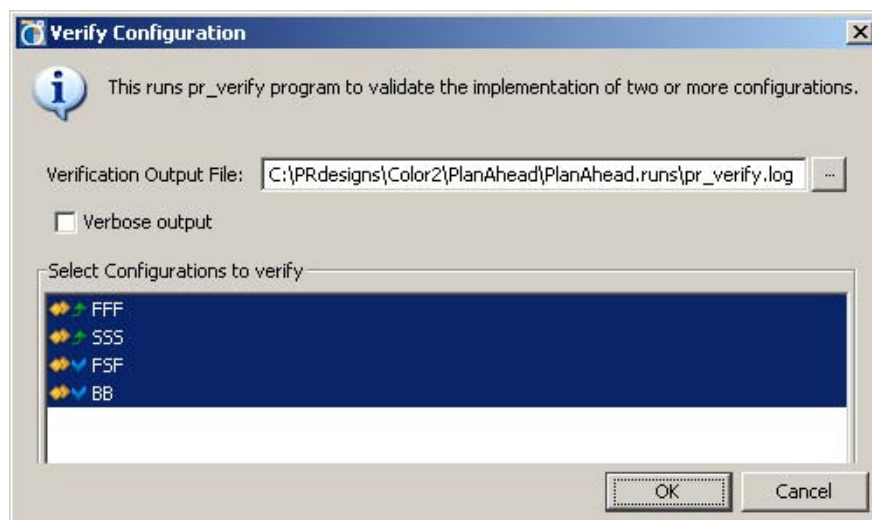 Verify Configuration
This runs pr_verify program to validate the implementation of two or more configurations.
Verification Output File: C:\PRdesigns\Color2\PlanAhead\PlanAhead.runs\pr_verify.log ...
Verbose output
Select Configurations to verify
FFF
SSS
FSF
BB
OK Cancel